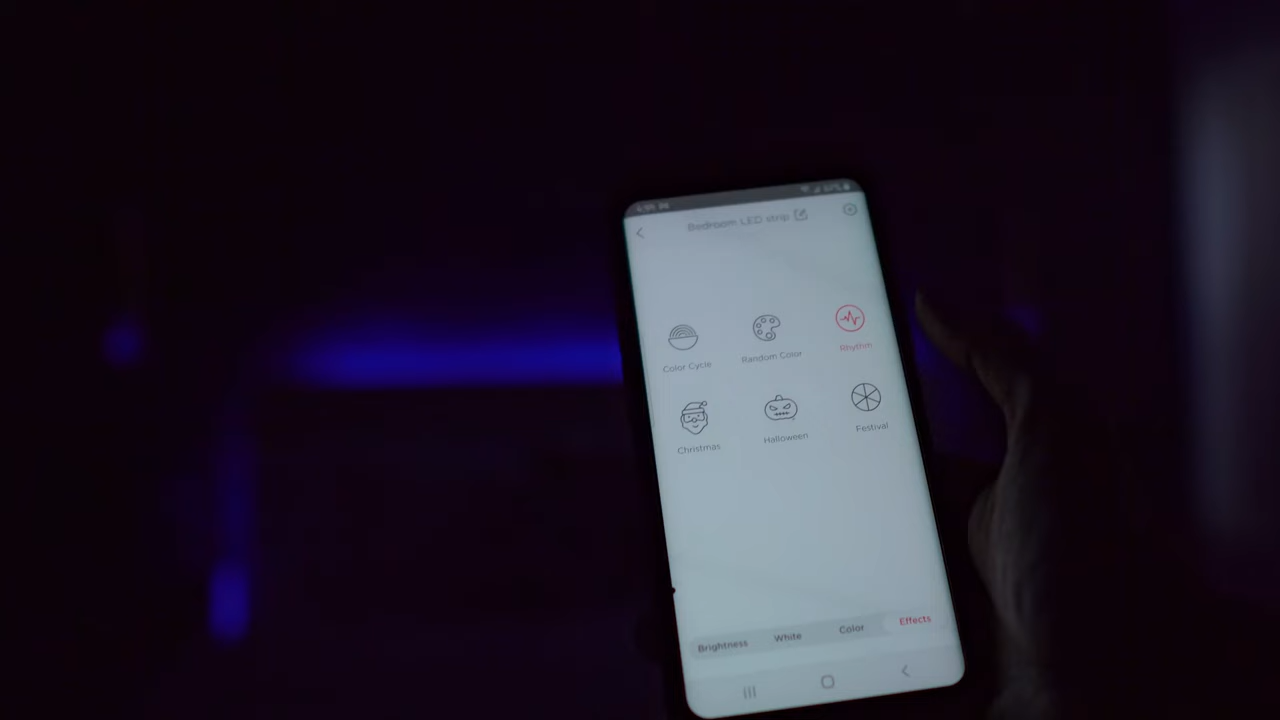 Bedroom LED strip
Color Cycle Random Color Rhythm
Christmas Halloween Festival
Brightness White Color Effects